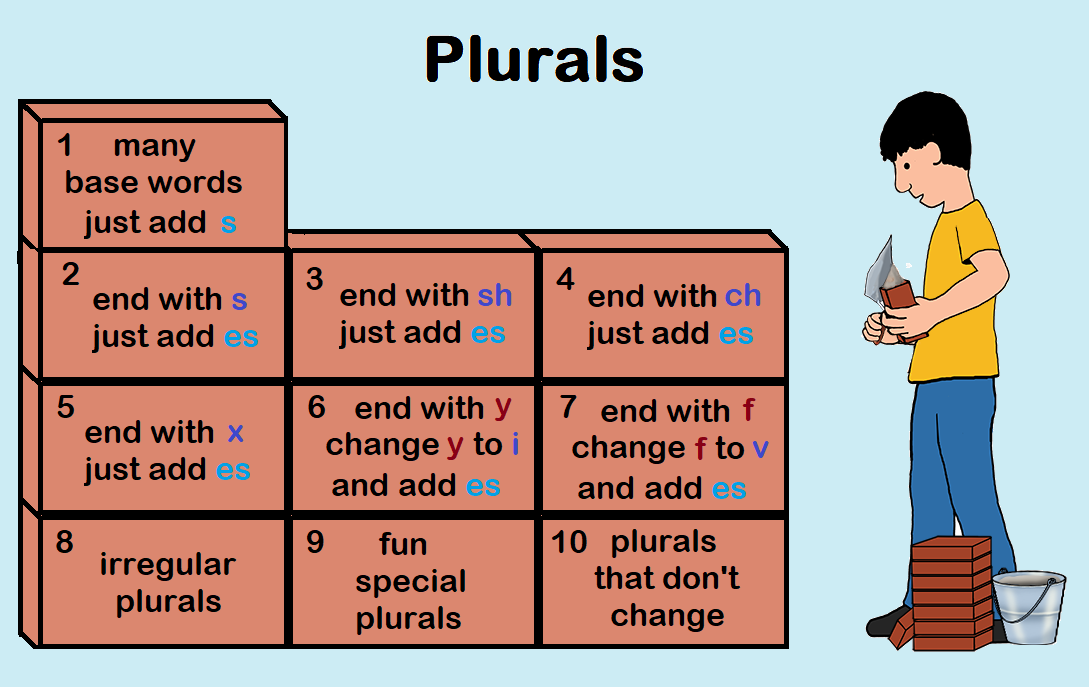 Plurals
1 many
base words
just add s
2
end with s
just add es
3
end with sh
just add es
4
end with ch
just add es
5
end with x
just add es
6 end with y
change y to i
and add es
7 end with f
change f to v
and add es
8
irregular
plurals
9 fun
special
plurals
10 plurals
that don't
change